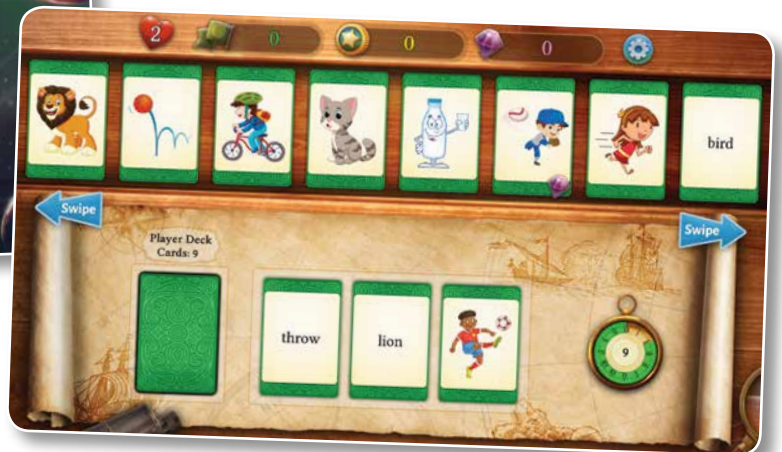 2
0
0
0
bird
Swipe
Swipe
Player Deck
Cards: 9
throw
lion
9